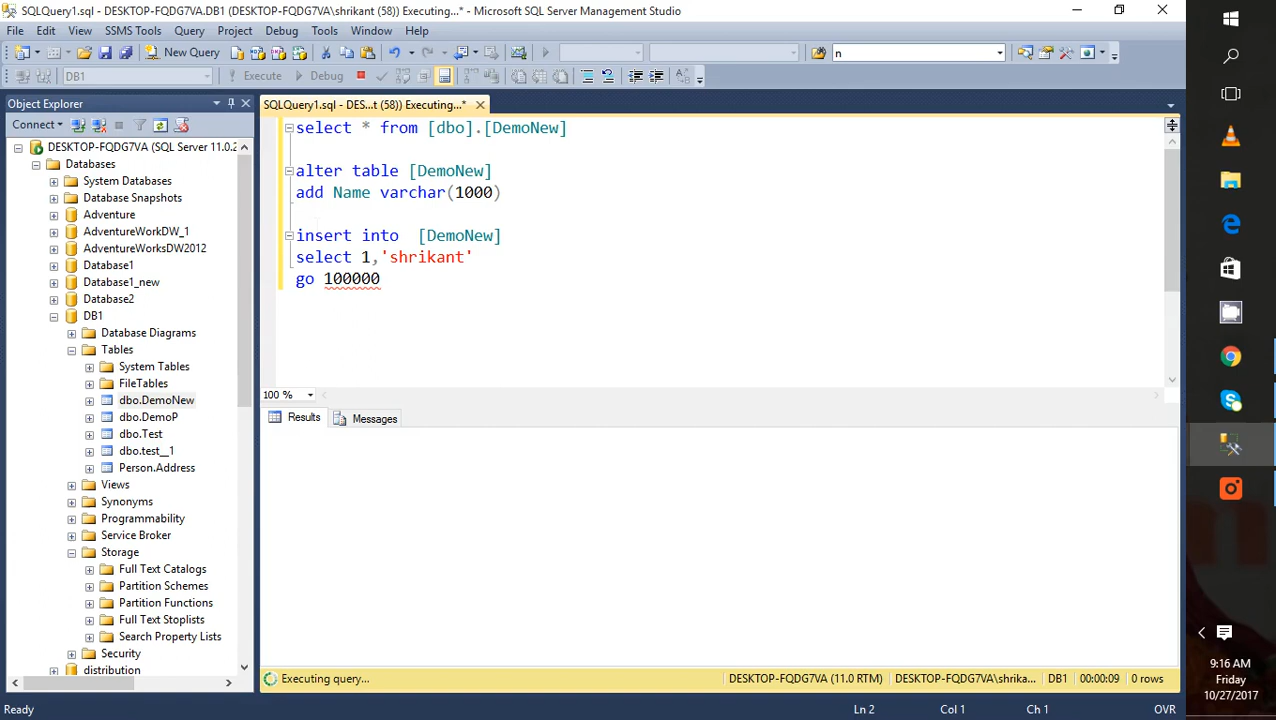 SQLQuery1.sql - DESKTOP-FQDG7VA.DB1 (DESKTOP-FQDG7VA\shrikant (58)) Executing...* - Microsoft SQL Server Management Studio
File Edit View SSMS Tools Query Project Debug Tools Window Help
New Query n
DB1 Execute Debug
Object Explorer
SQLQuery1.sql - DES...t (58)) Executing...*
Connect
DESKTOP-FQDG7VA (SQL Server 11.0.2
Databases
System Databases
Database Snapshots
Adventure
AdventureWorkDW_1
AdventureWorksDW2012
Database1
Database1_new
Database2
DB1
Database Diagrams
Tables
System Tables
FileTables
dbo.DemoNew
dbo.DemoP
dbo.Test
dbo.test__1
Person.Address
Views
Synonyms
Programmability
Service Broker
Storage
Full Text Catalogs
Partition Schemes
Partition Functions
Full Text Stoplists
Search Property Lists
Security
distribution
select * from [dbo].[DemoNew]
alter table [DemoNew]
add Name varchar(1000)
insert into  [DemoNew]
select 1,'shrikant'
go 100000
100 %
Results Messages
Executing query... DESKTOP-FQDG7VA (11.0 RTM) DESKTOP-FQDG7VA\shrika... DB1 00:00:09 0 rows
Ready Ln 2 Col 1 Ch 1 OVR
9:16 AM
Friday
10/27/2017